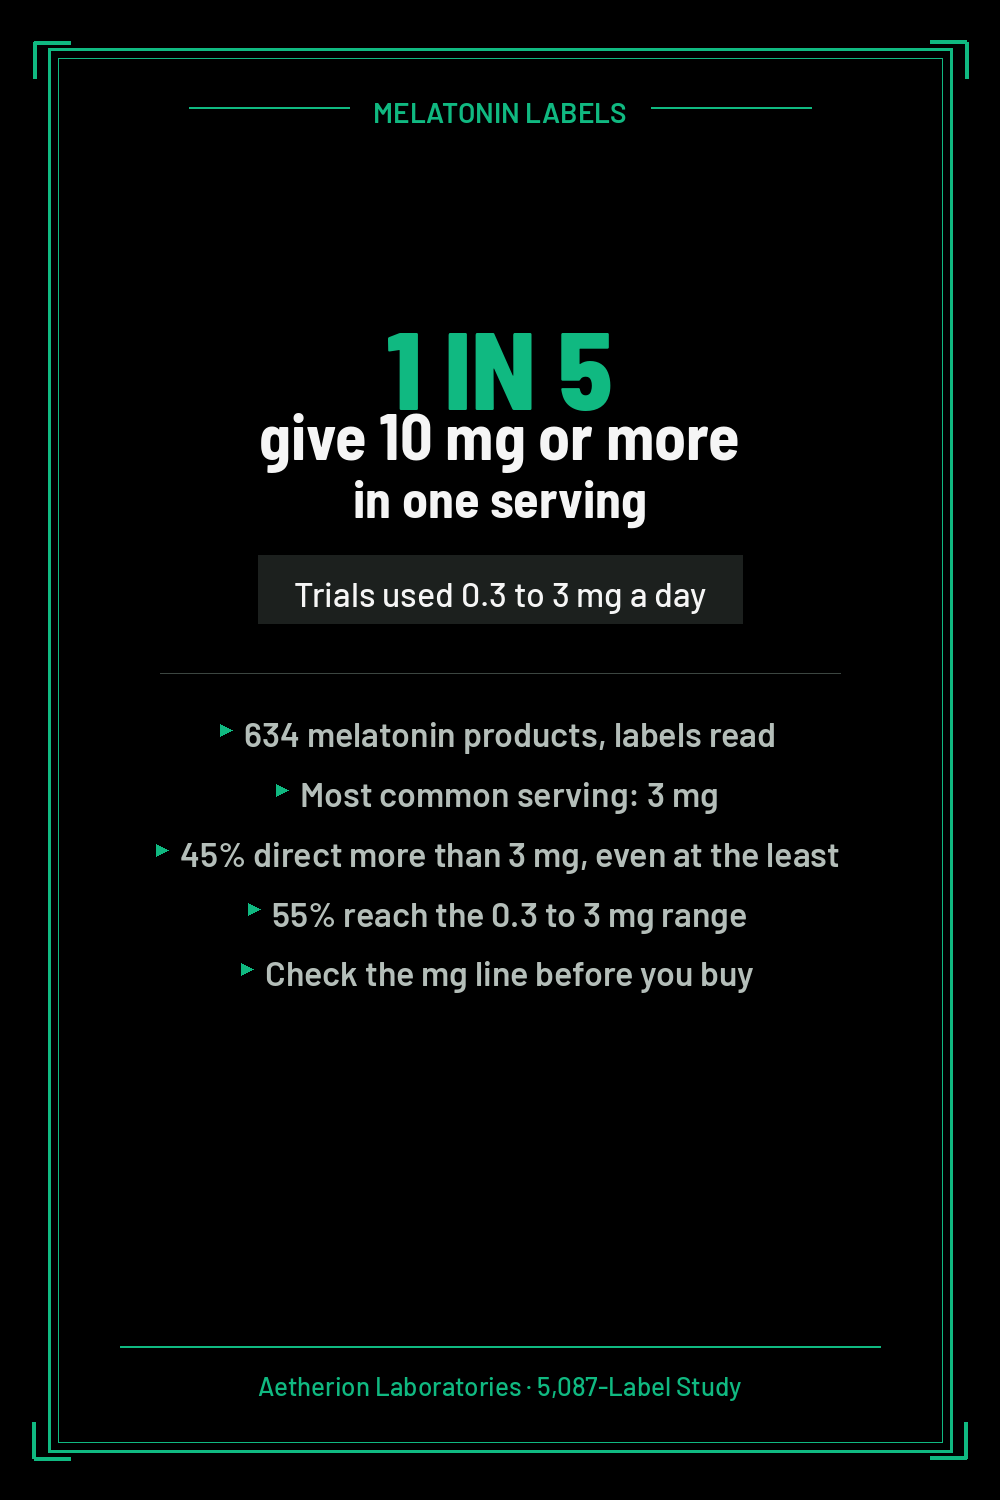 MELATONIN LABELS
1 IN 5
give 10 mg or more
in one serving
Trials used 0.3 to 3 mg a day
634 melatonin products, labels read
Most common serving: 3 mg
45% direct more than 3 mg, even at the least
55% reach the 0.3 to 3 mg range
Check the mg line before you buy
Aetherion Laboratories · 5,087-Label Study